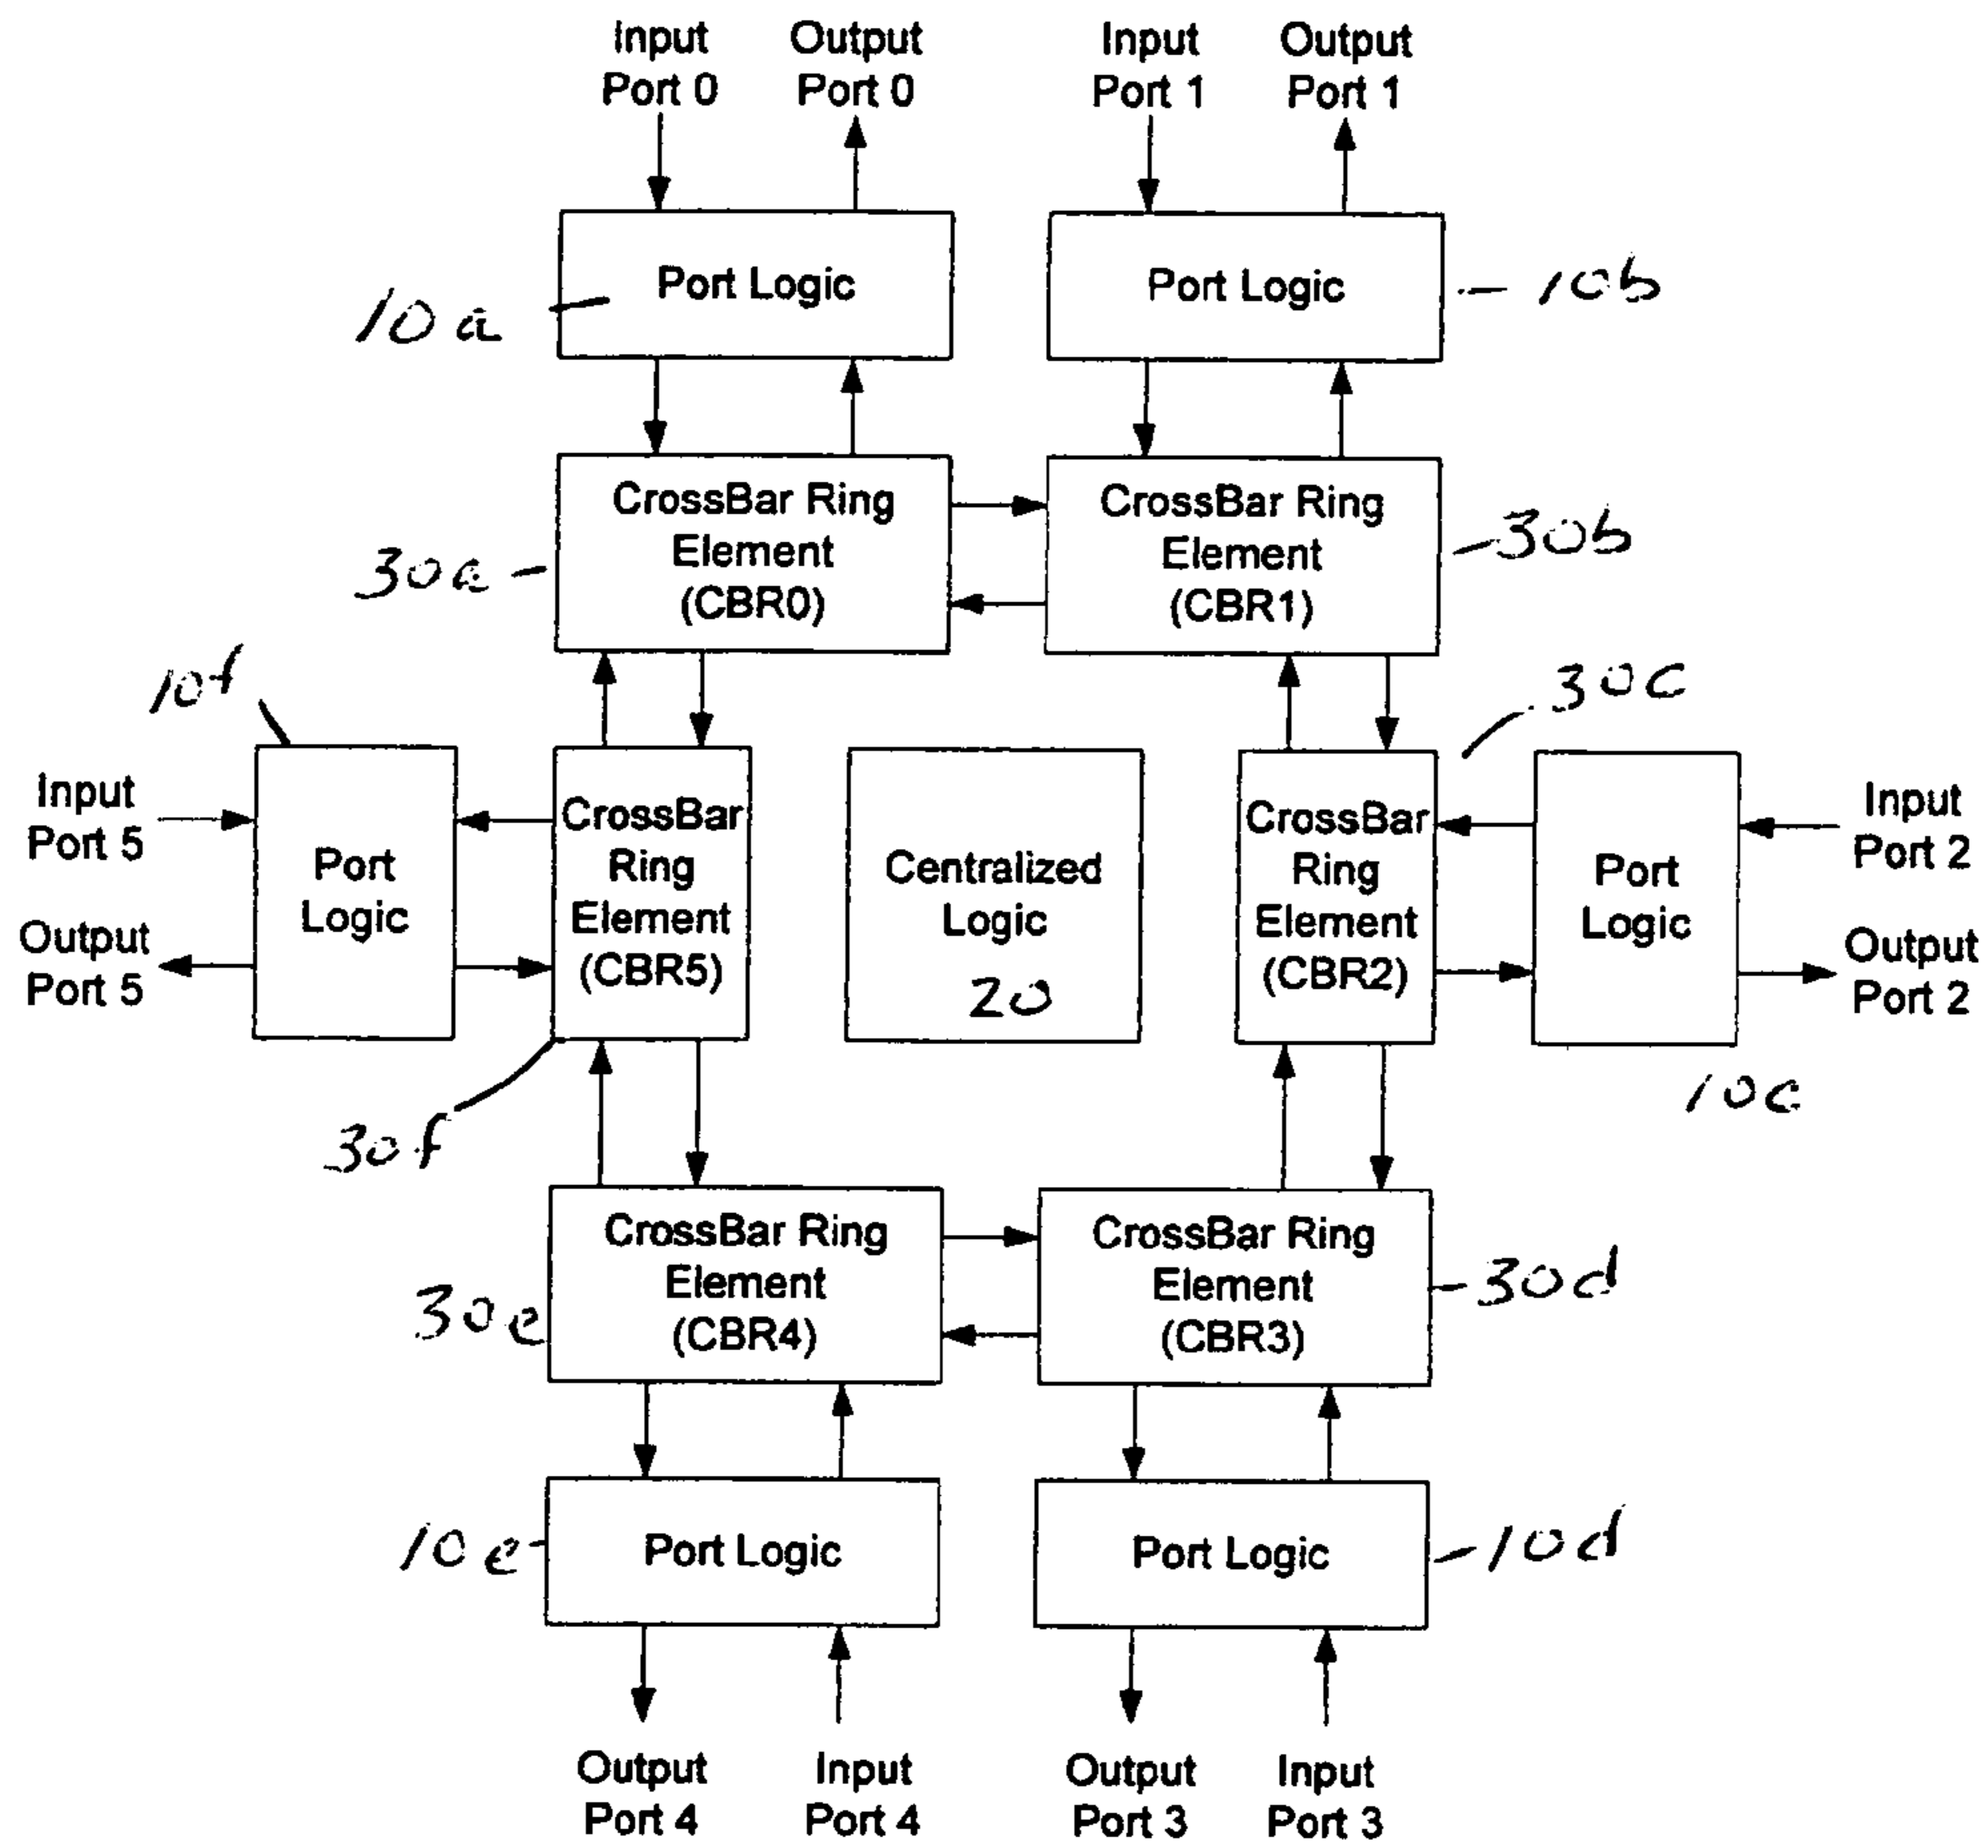 Input
Port 0
Output
Port 0
Input
Port 1
Output
Port 1
Port Logic
10a
Port Logic
10b
CrossBar Ring
Element
(CBR0)
30a
CrossBar Ring
Element
(CBR1)
30b
10f
30c
Input
Port 5
Output
Port 5
Port
Logic
CrossBar
Ring
Element
(CBR5)
Centralized
Logic
20
CrossBar
Ring
Element
(CBR2)
Port
Logic
Input
Port 2
Output
Port 2
30f
10c
CrossBar Ring
Element
(CBR4)
30e
CrossBar Ring
Element
(CBR3)
30d
10e
Port Logic
Port Logic
10d
Output
Port 4
Input
Port 4
Output
Port 3
Input
Port 3